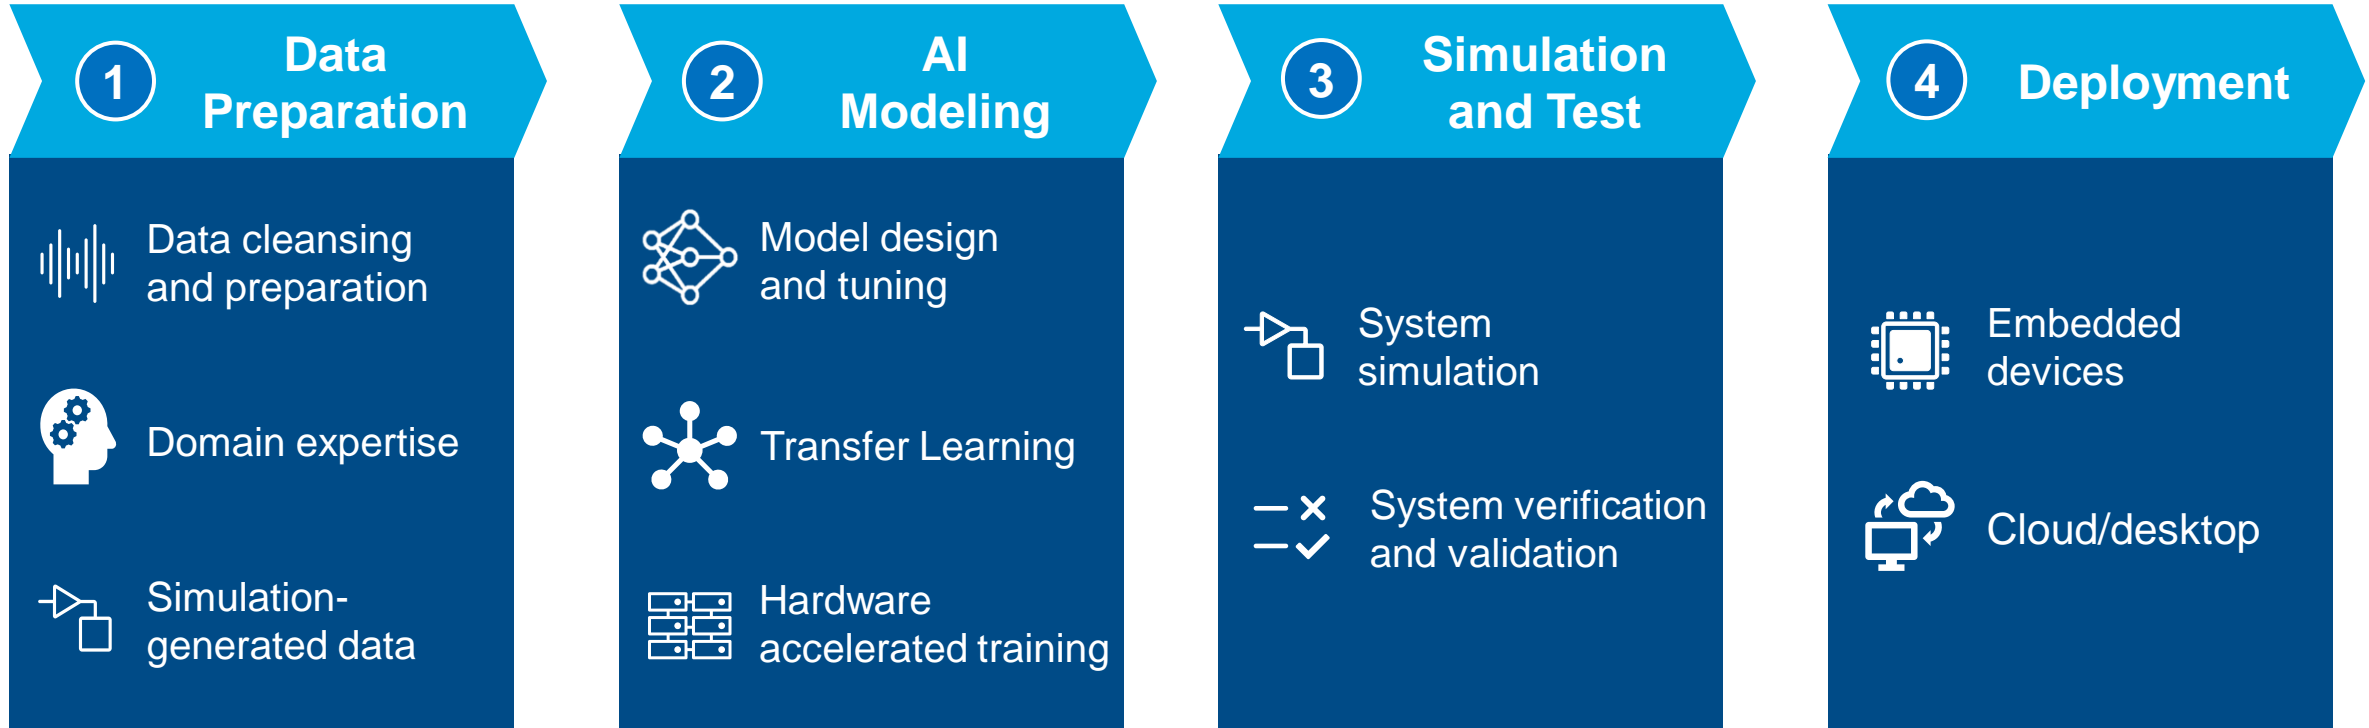 1
Data
Preparation
Data cleansing
and preparation
Domain expertise
Simulation-
generated data
2
AI
Modeling
Model design
and tuning
Transfer Learning
Hardware
accelerated training
3
Simulation
and Test
System
simulation
System verification
and validation
4
Deployment
Embedded
devices
Cloud/desktop